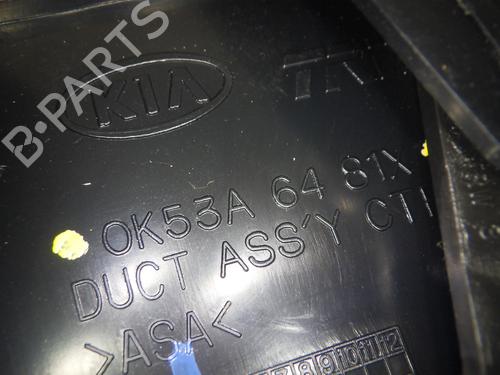 KIA
0K53A 64 81X
DUCT ASS'Y CTR
>ASA<
B-PARTS